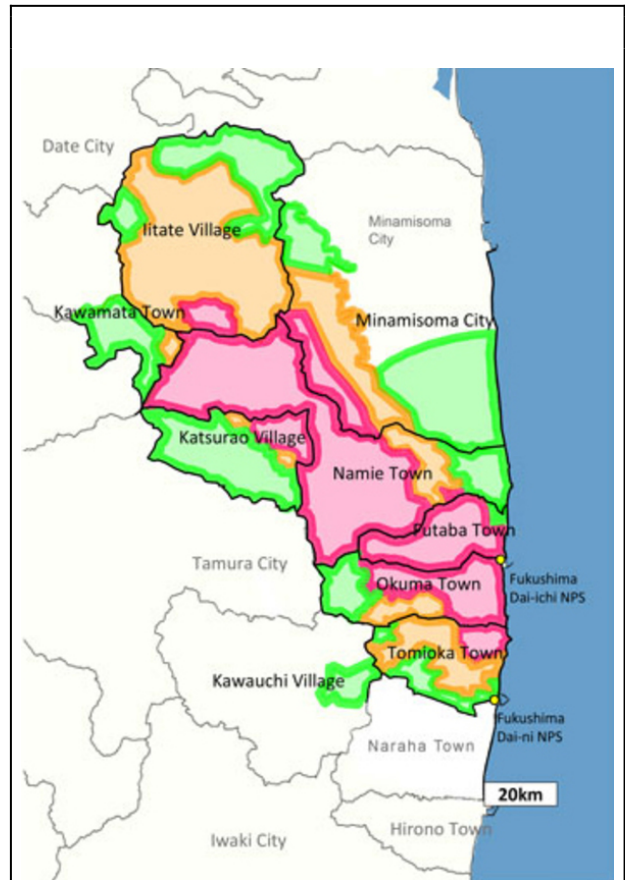 Date City
Minamisoma
City
Iitate Village
Kawamata Town
Minamisoma City
Katsurao Village
Namie Town
Futaba Town
Tamura City
Okuma Town
Fukushima
Dai-ichi NPS
Tomioka Town
Kawauchi Village
Fukushima
Dai-ni NPS
Naraha Town
20km
Hirono Town
Iwaki City